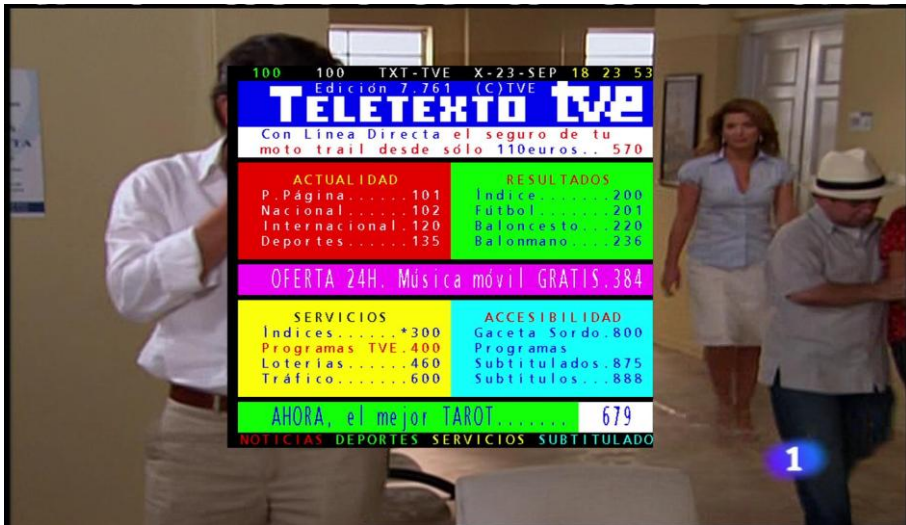 100 100 TXT-TVE X-23-SEP 18 23 53
Edición 7.761 (C)TVE
TELETEXTO tve
Con Línea Directa el seguro de tu
moto trail desde sólo 110euros.. 570
ACTUALIDAD
P.Página......101
Nacional......102
Internacional.120
Deportes......135
RESULTADOS
Índice.......200
Fútbol.......201
Baloncesto...220
Balonmano....236
OFERTA 24H. Música móvil GRATIS.384
SERVICIOS
Índices......*300
Programas TVE.400
Loterías......460
Tráfico.......600
ACCESIBILIDAD
Gaceta Sordo.800
Programas
Subtitulados.875
Subtítulos...888
AHORA, el mejor TAROT....... 679
NOTICIAS DEPORTES SERVICIOS SUBTITULADO
1